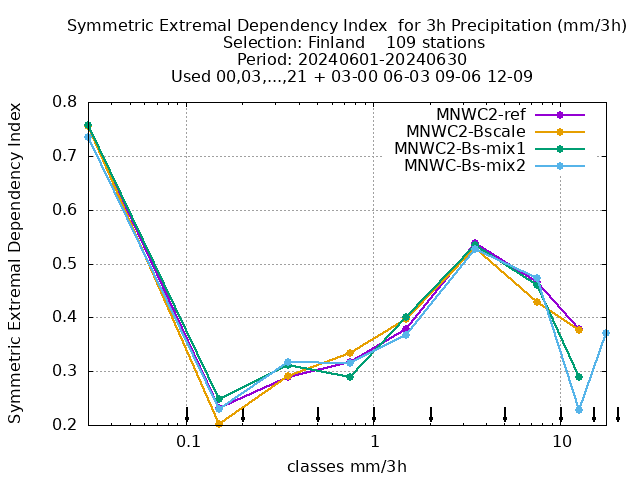 Symmetric Extremal Dependency Index  for 3h Precipitation (mm/3h)
Selection: Finland    109 stations
Period: 20240601-20240630
Used 00,03,...,21 + 03-00 06-03 09-06 12-09
MNWC2-ref
MNWC2-Bscale
MNWC2-Bs-mix1
MNWC-Bs-mix2
Symmetric Extremal Dependency Index
0.8
0.7
0.6
0.5
0.4
0.3
0.2
0.1 1 10
classes mm/3h